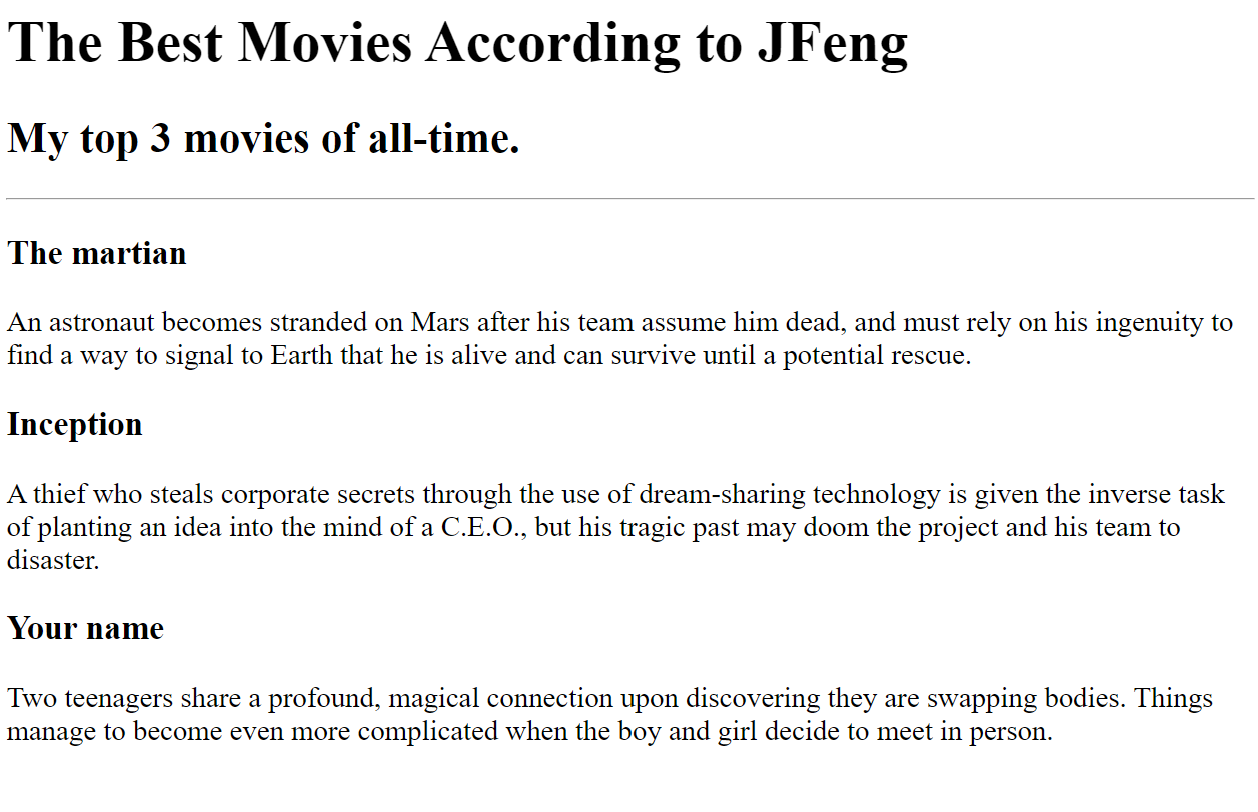 The Best Movies According to JFeng
My top 3 movies of all-time.
The martian
An astronaut becomes stranded on Mars after his team assume him dead, and must rely on his ingenuity to
find a way to signal to Earth that he is alive and can survive until a potential rescue.
Inception
A thief who steals corporate secrets through the use of dream-sharing technology is given the inverse task
of planting an idea into the mind of a C.E.O., but his tragic past may doom the project and his team to
disaster.
Your name
Two teenagers share a profound, magical connection upon discovering they are swapping bodies. Things
manage to become even more complicated when the boy and girl decide to meet in person.